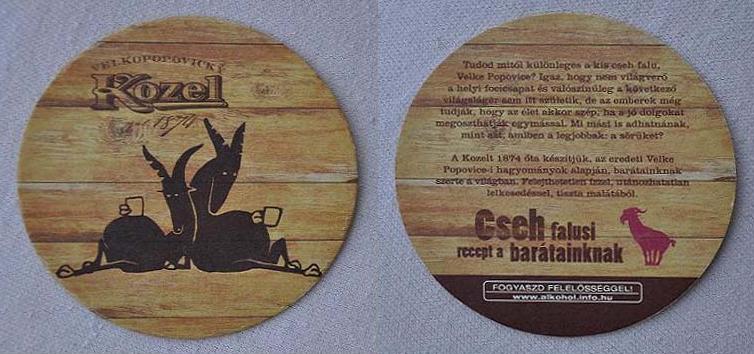 VELKOPOPOVICKÝ
Kozel
1874
Tudod mitől különleges a kis cseh falu,
Velke Popovice? Igaz, hogy nem világverő
a helyi focicsapat és valószínűleg a következő
világsláger sem itt születik, de az emberek még
tudják, hogy az élet akkor szép, ha a jó dolgokat
megoszthatják egymással. Mi mást is adhatnának,
mint azt, amiben a legjobbak: a sörüket?
A Kozelt 1874 óta készítjük, az eredeti Velke
Popovice-i hagyományok alapján, barátainknak
szerte a világban. Felejthetetlen ízzel, utánozhatatlan
lelkesedéssel, tiszta malátából.
Cseh falusi
recept a barátainknak
FOGYASZD FELELŐSSÉGGEL!
www.alkohol.info.hu